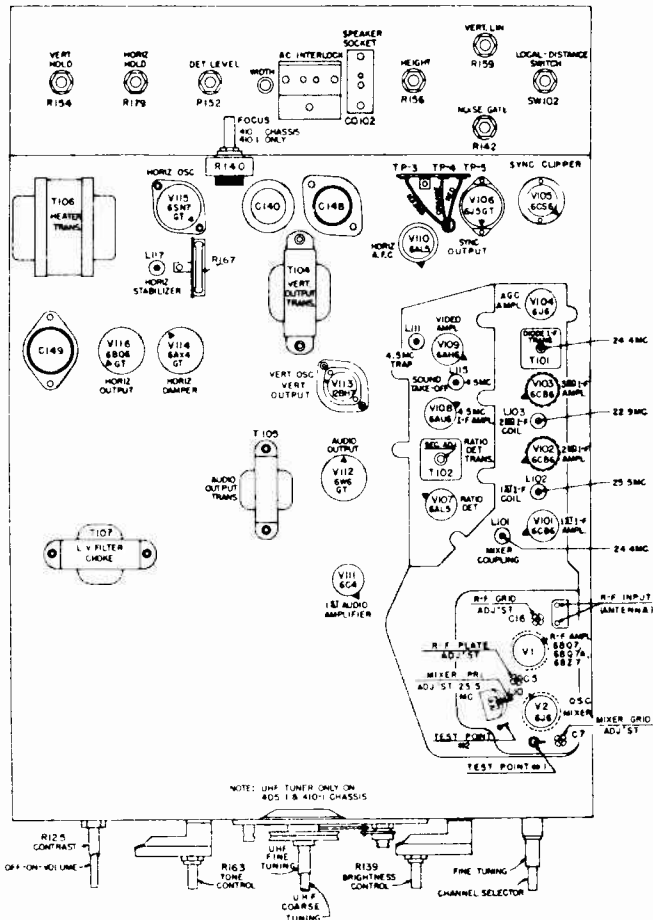 VERT HOLD
R154
HORIZ HOLD
R179
DET LEVEL
P152
WIDTH
AC INTERLOCK
SPEAKER SOCKET
CO102
HEIGHT
R156
VERT. LIN
R159
NOISE GATE
R142
LOCAL-DISTANCE SWITCH
SW102
FOCUS
410 CHASSIS
410.1 ONLY
R140
T106
HEATER TRANS.
HORIZ OSC
V115
6SN7
GT
C140
C148
TP-3
TP-4
TP-5
V106
6J5GT
SYNC OUTPUT
SYNC CLIPPER
V105
6CS6
V110
6AL5
HORIZ A.F.C
L117
HORIZ STABILIZER
R167
T104
VERT. OUTPUT TRANS.
C149
V116
6BQ6
GT
HORIZ OUTPUT
V114
6AX4
GT
HORIZ DAMPER
VERT OSC
VERT OUTPUT
V113
12BH7
L111
4.5 MC TRAP
VIDEO AMPL
V109
6AH6
L115
4.5 MC
SOUND TAKE-OFF
V108
6AU6
4.5 MC
I-F AMPL
SEC. ADJ
T102
RATIO DET TRANS.
V107
6AL5
RATIO DET
AGC AMPL
V104
6J6
DIODE I-F TRANS
T101
24.4MC
V103
6CB6
3RD I-F AMPL
L103
2ND I-F COIL
22.9MC
V102
6CB6
2ND I-F AMPL
L102
1ST I-F COIL
25.5MC
V101
6CB6
1ST I-F AMPL
L101
MIXER COUPLING
24.4MC
T105
AUDIO OUTPUT TRANS
AUDIO OUTPUT
V112
6W6
GT
T107
L.V FILTER CHOKE
V111
6C4
1ST AUDIO AMPLIFIER
R-F GRID ADJ'ST
C16
R-F INPUT
(ANTENNA)
R-F AMPL
6BQ7
6BQ7A,
6BZ7
V1
R-F PLATE ADJ'ST
C5
MIXER PRI
ADJ'ST 25.5 MC
V2
6J6
OSC MIXER
TEST POINT #2
C7
MIXER GRID ADJ'ST
TEST POINT #1
NOTE: UHF TUNER ONLY ON
405.1 & 410-1 CHASSIS
R125
CONTRAST
OFF-ON-VOLUME
R163
TONE CONTROL
UHF FINE TUNING
UHF COARSE TUNING
R139
BRIGHTNESS CONTROL
FINE TUNING
CHANNEL SELECTOR